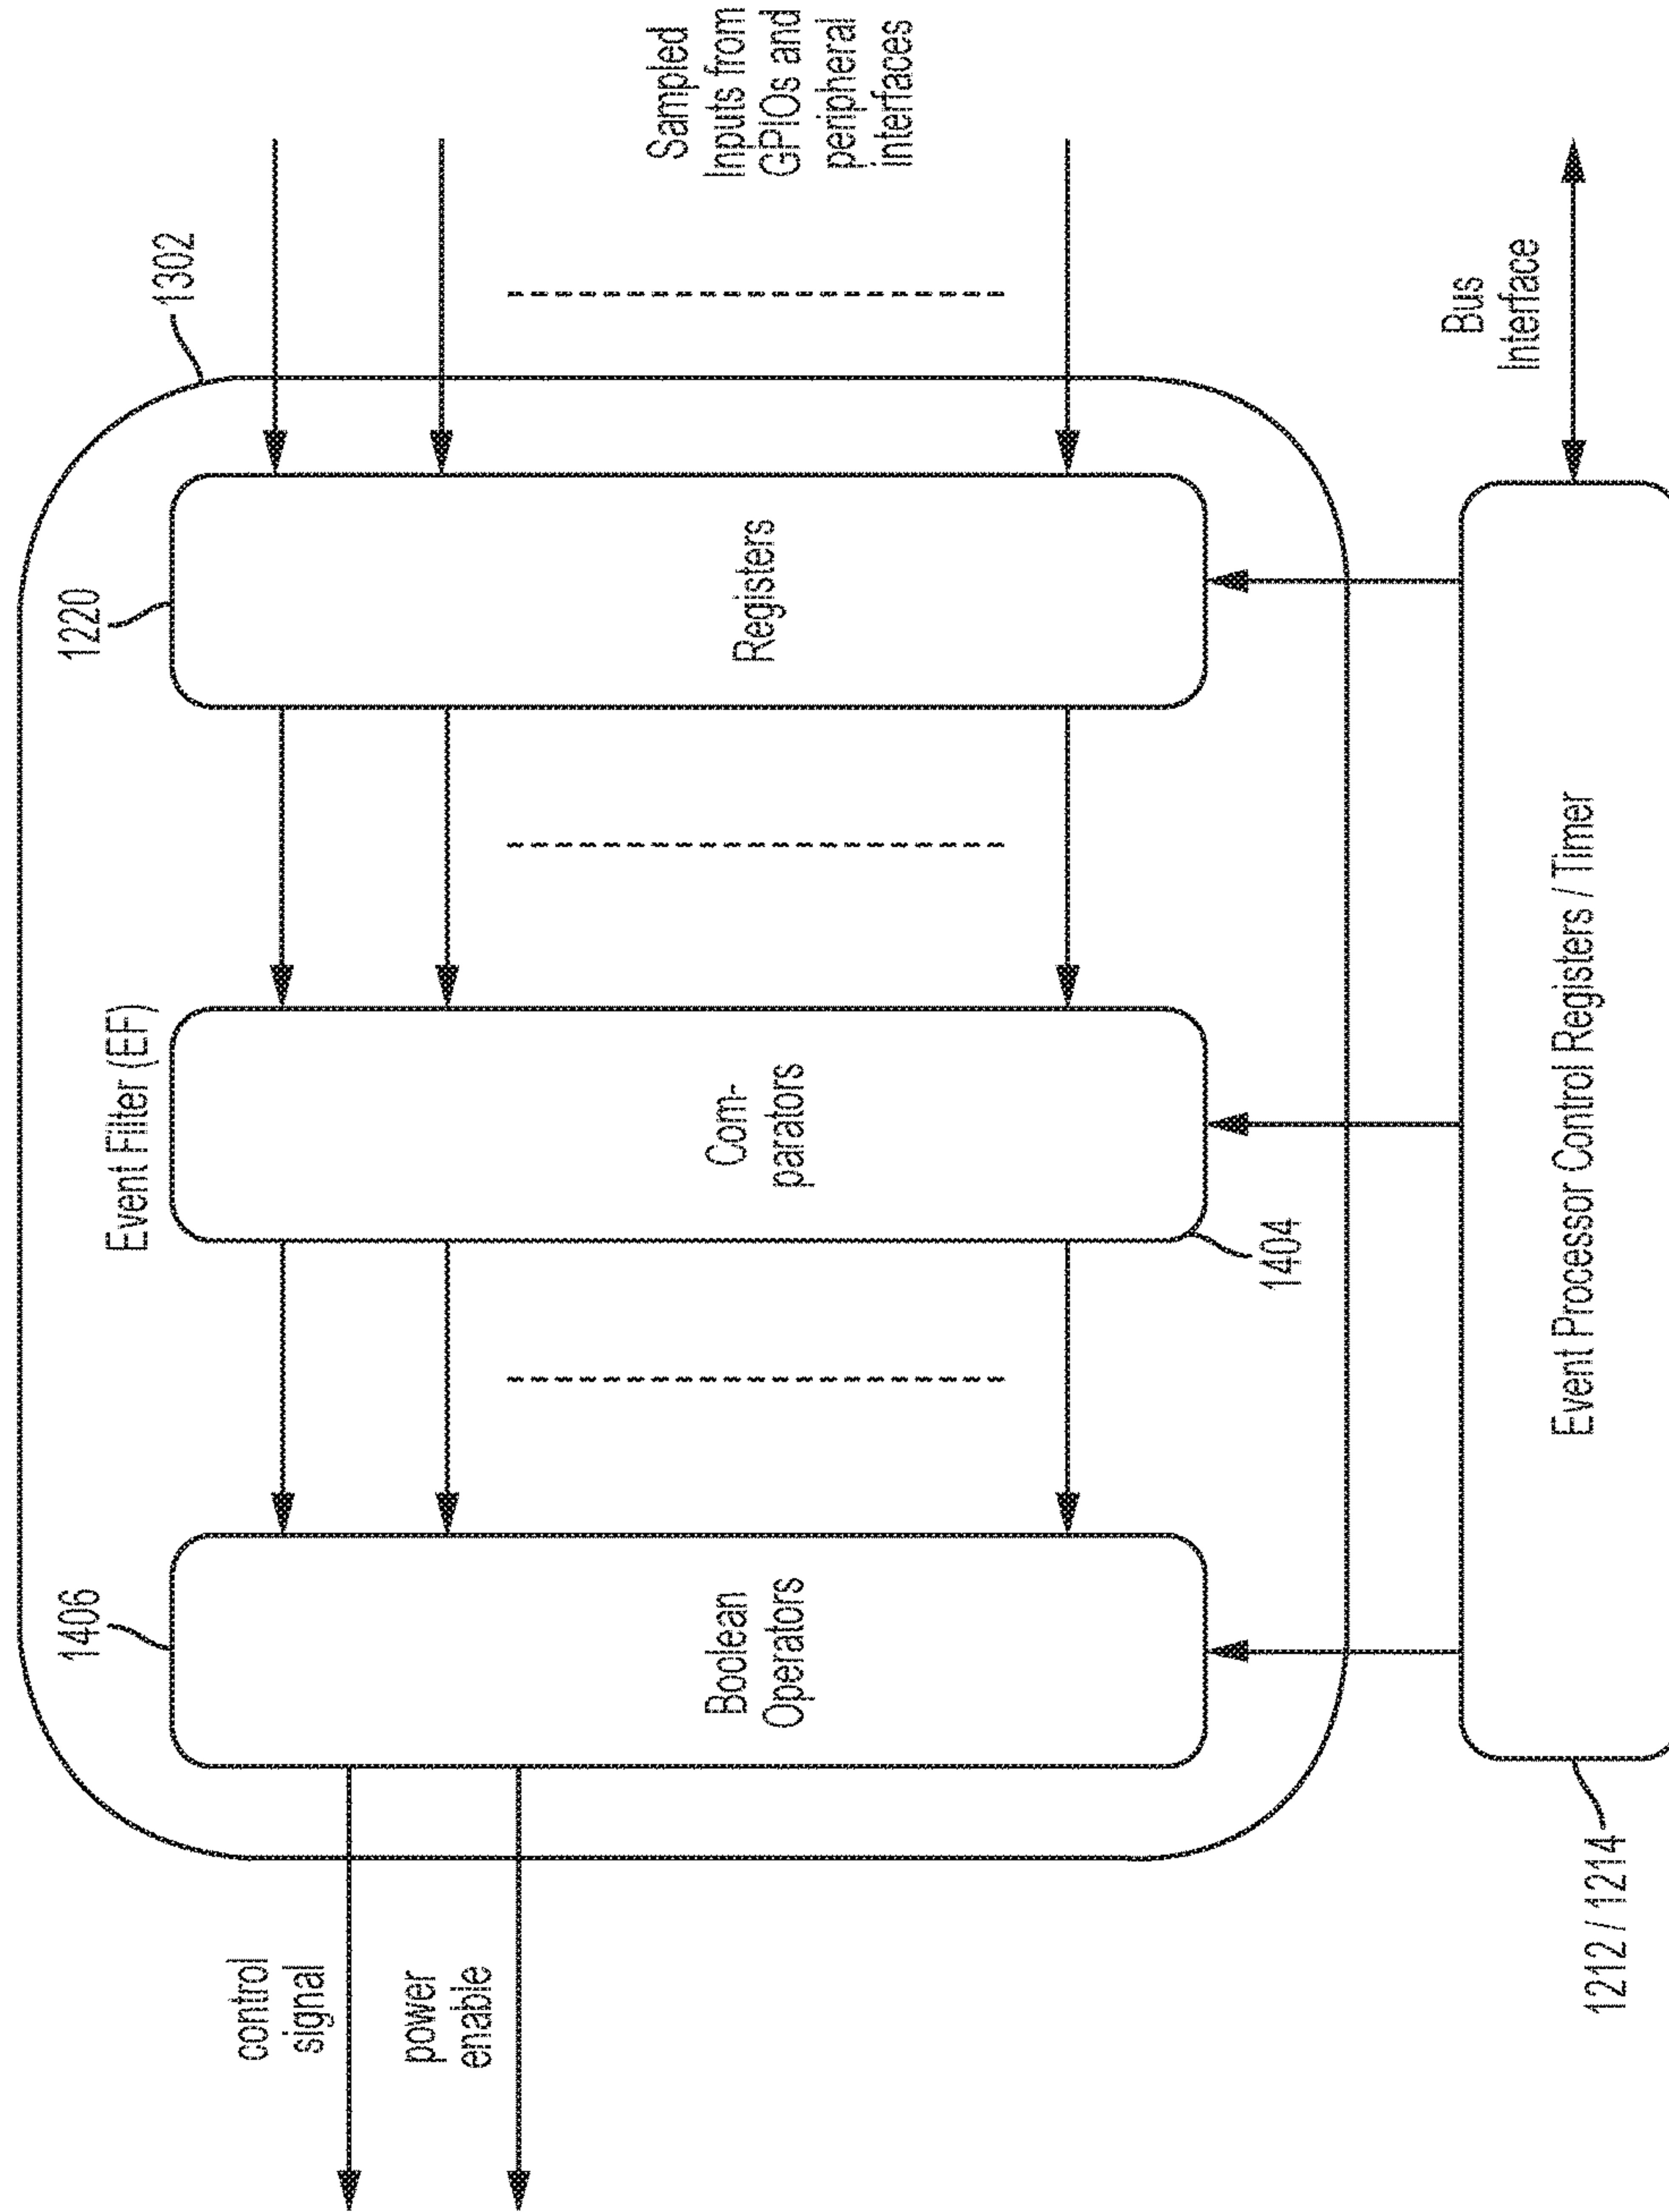 1406
Event Filter (EF)
1220
1302
control
signal
power
enable
Boolean
Operators
Com-
parators
Registers
Sampled
Inputs from
GPIOs and
peripheral
interfaces
1404
Bus
Interface
1212 / 1214
Event Processor Control Registers / Timer